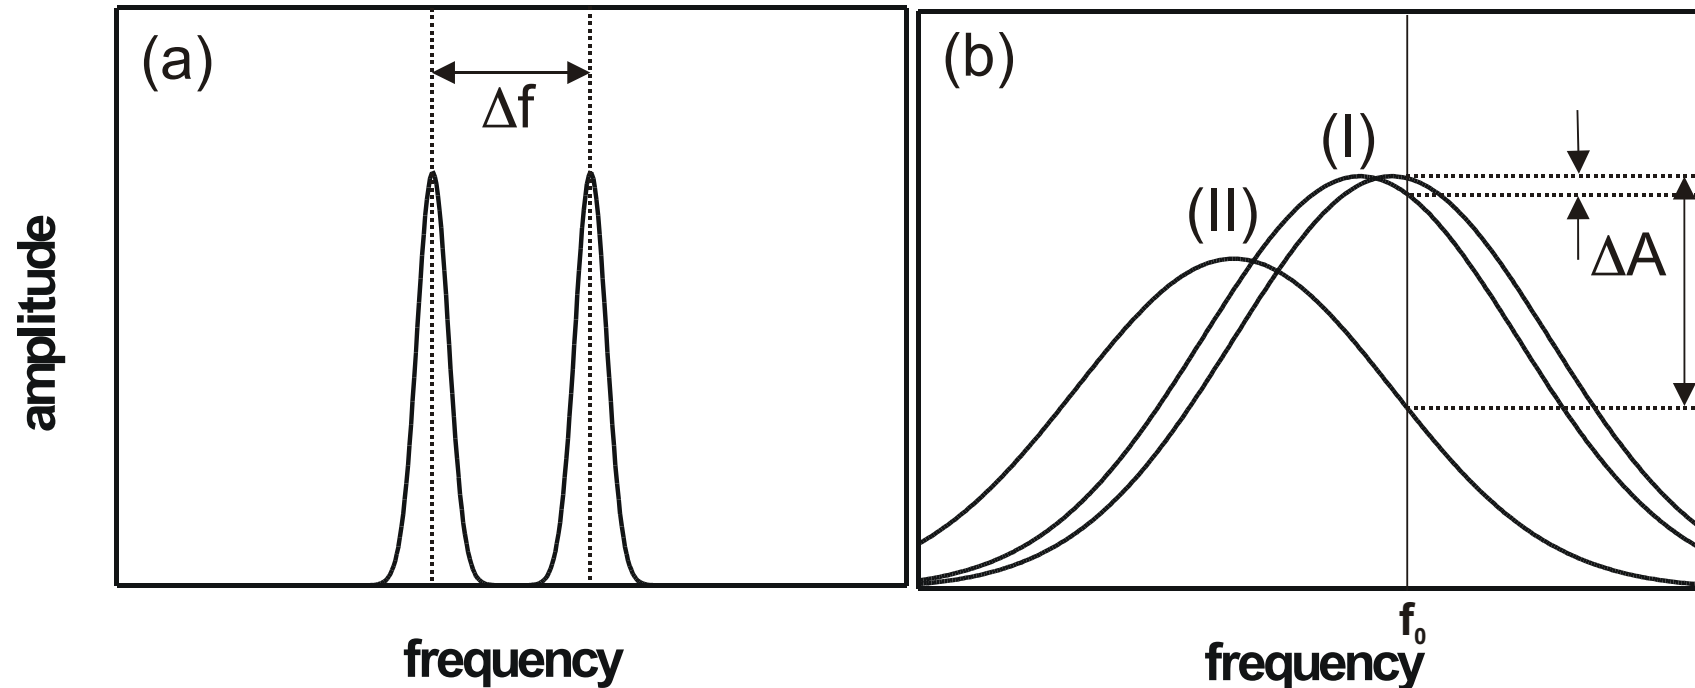 (a)
Δf
amplitude
frequency
(b)
(I)
(II)
ΔA
f₀
frequency